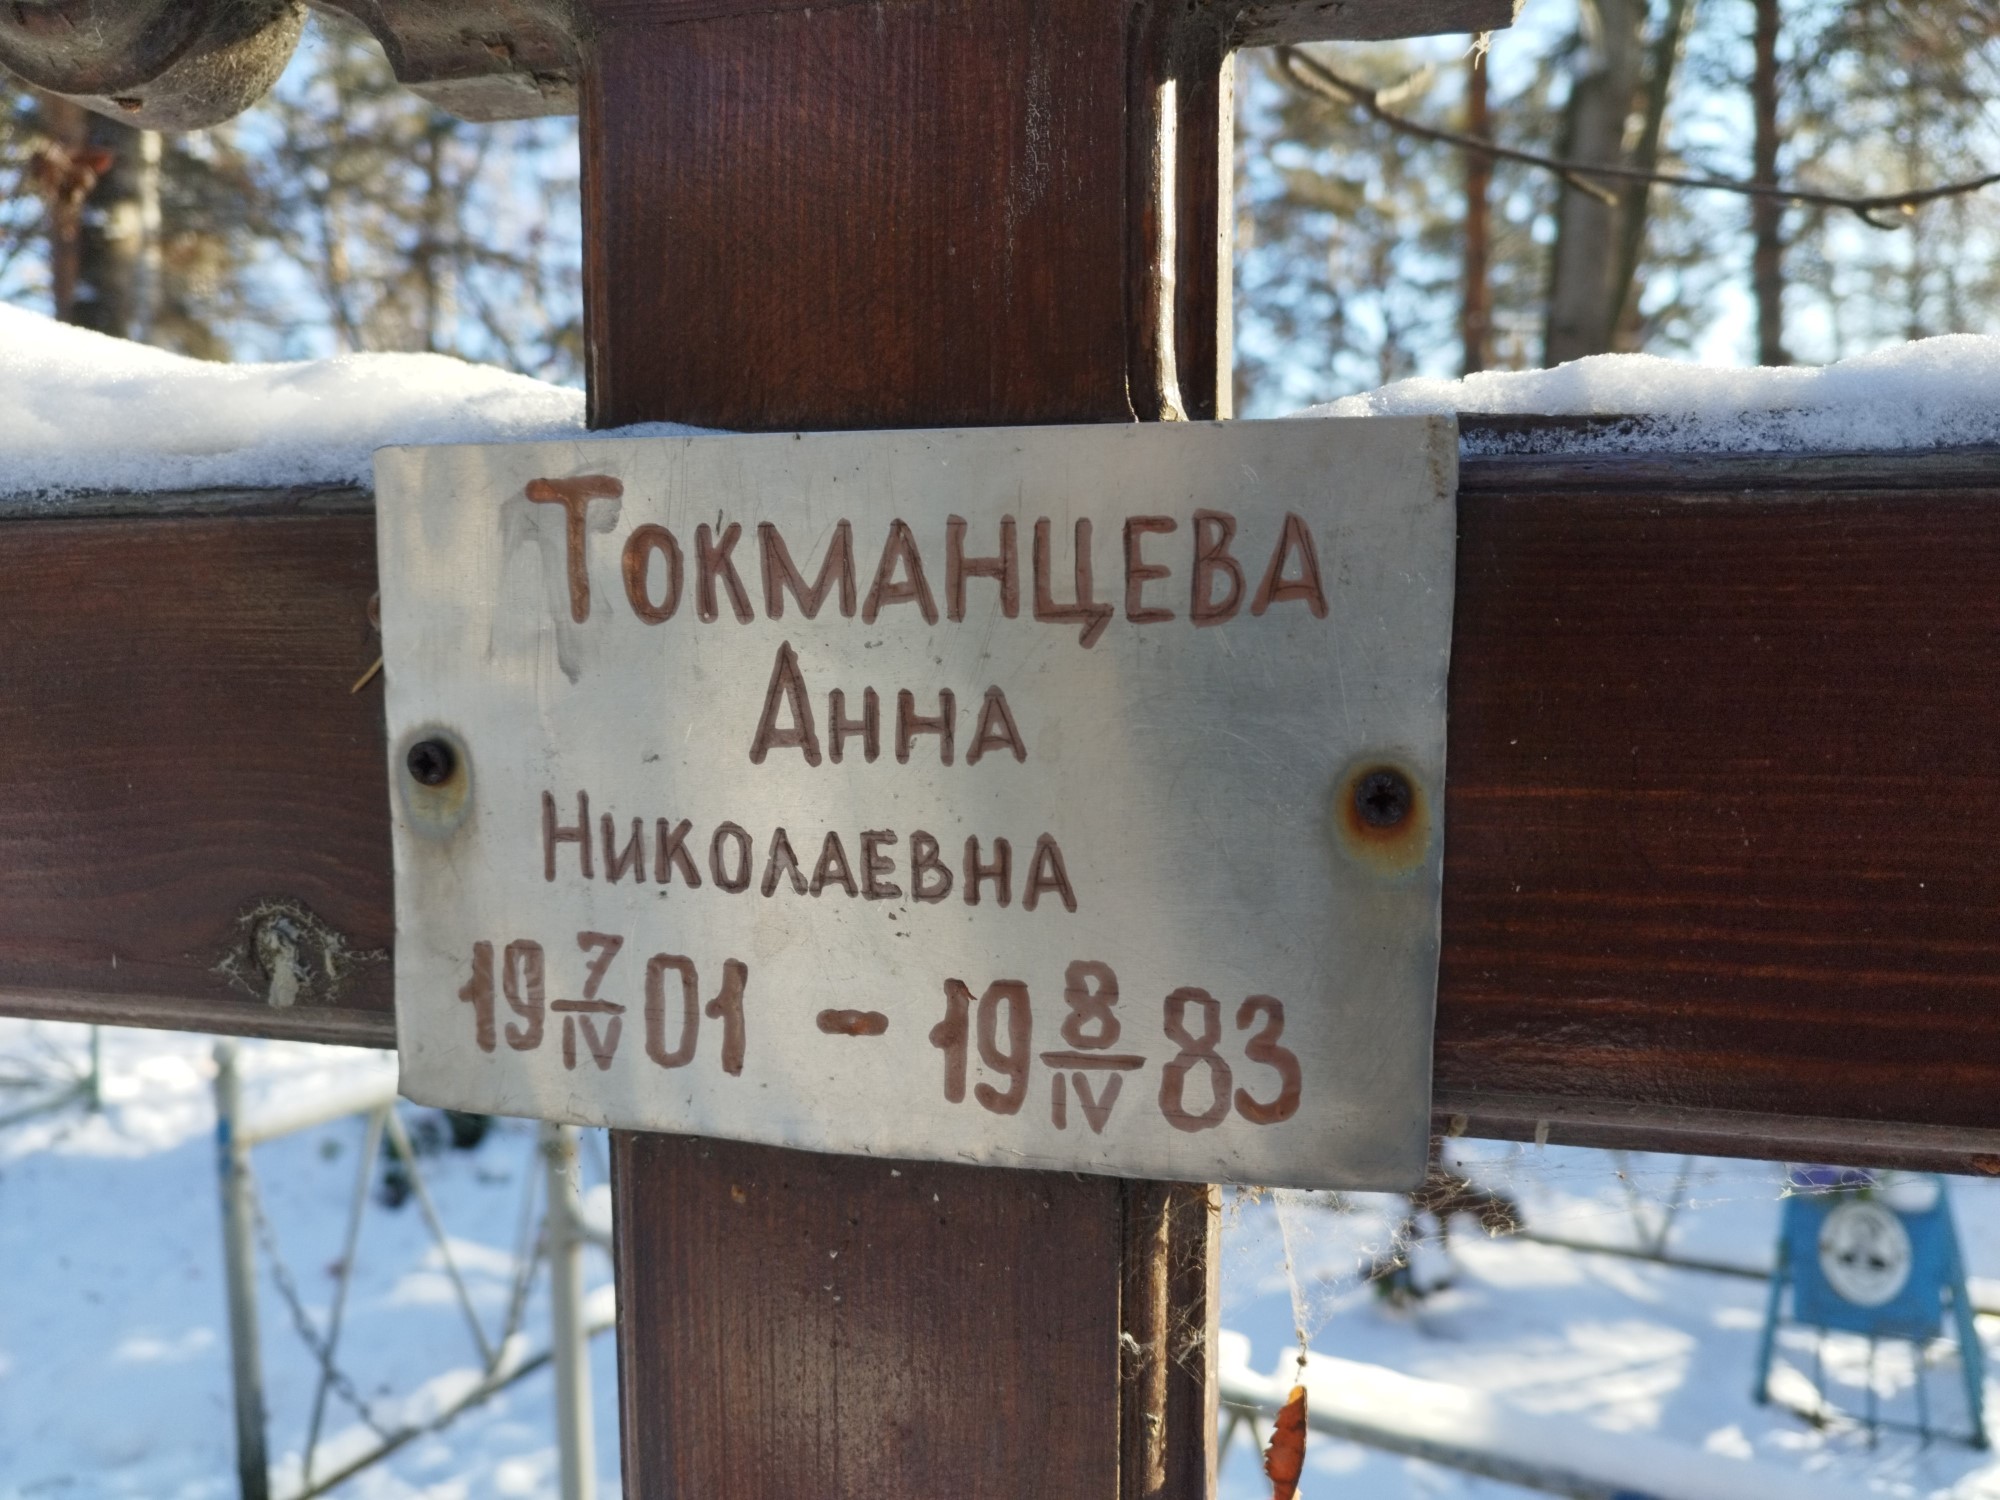 Токманцева
Анна
Николаевна
19 7/IV 01 - 19 8/IV 83